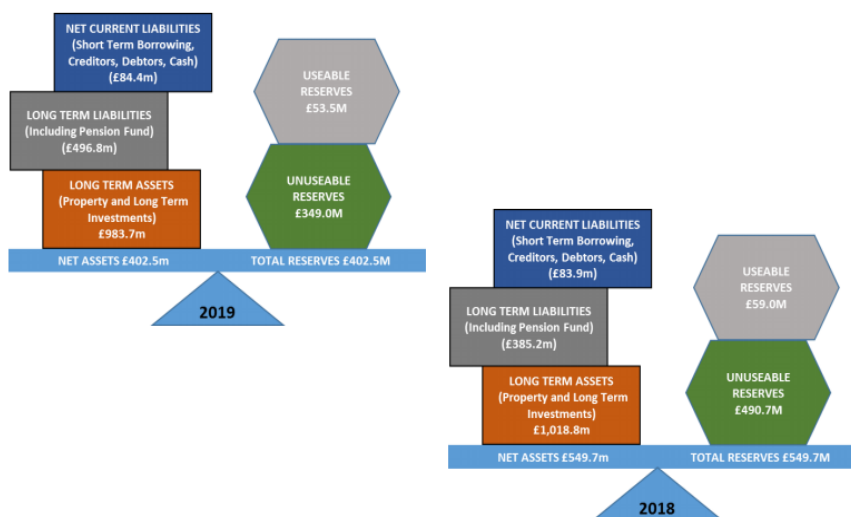 NET CURRENT LIABILITIES
(Short Term Borrowing,
Creditors, Debtors, Cash)
(£84.4m)
LONG TERM LIABILITIES
(Including Pension Fund)
(£496.8m)
LONG TERM ASSETS
(Property and Long Term
Investments)
£983.7m
USEABLE
RESERVES
£53.5M
UNUSEABLE
RESERVES
£349.0M
NET ASSETS £402.5m
TOTAL RESERVES £402.5M
2019
NET CURRENT LIABILITIES
(Short Term Borrowing,
Creditors, Debtors, Cash)
(£83.9m)
LONG TERM LIABILITIES
(Including Pension Fund)
(£385.2m)
LONG TERM ASSETS
(Property and Long Term
Investments)
£1,018.8m
USEABLE
RESERVES
£59.0M
UNUSEABLE
RESERVES
£490.7M
NET ASSETS £549.7m
TOTAL RESERVES £549.7M
2018